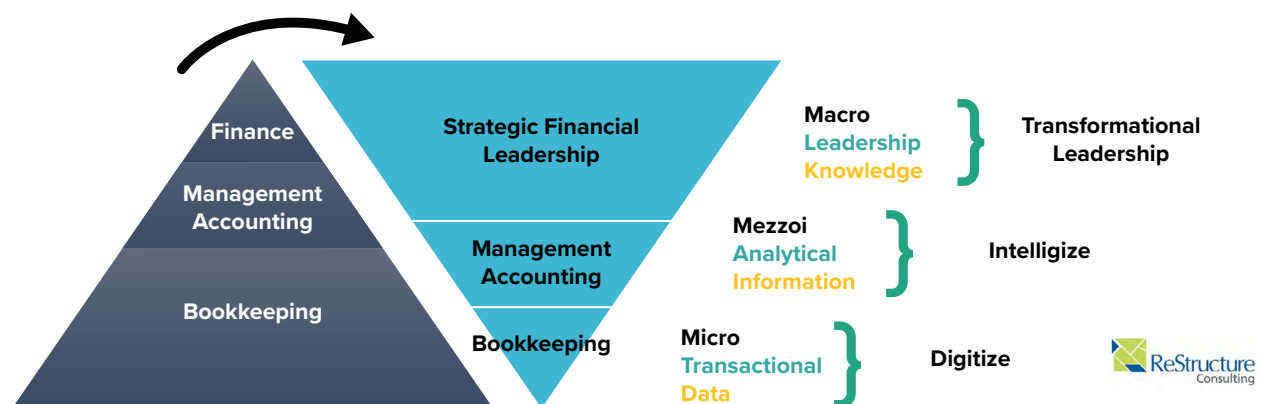 Finance
Management
Accounting
Bookkeeping
Strategic Financial
Leadership
Management
Accounting
Bookkeeping
Macro
Leadership
Knowledge
Transformational
Leadership
Mezzoi
Analytical
Information
Intelligize
Micro
Transactional
Data
Digitize
ReStructure
Consulting